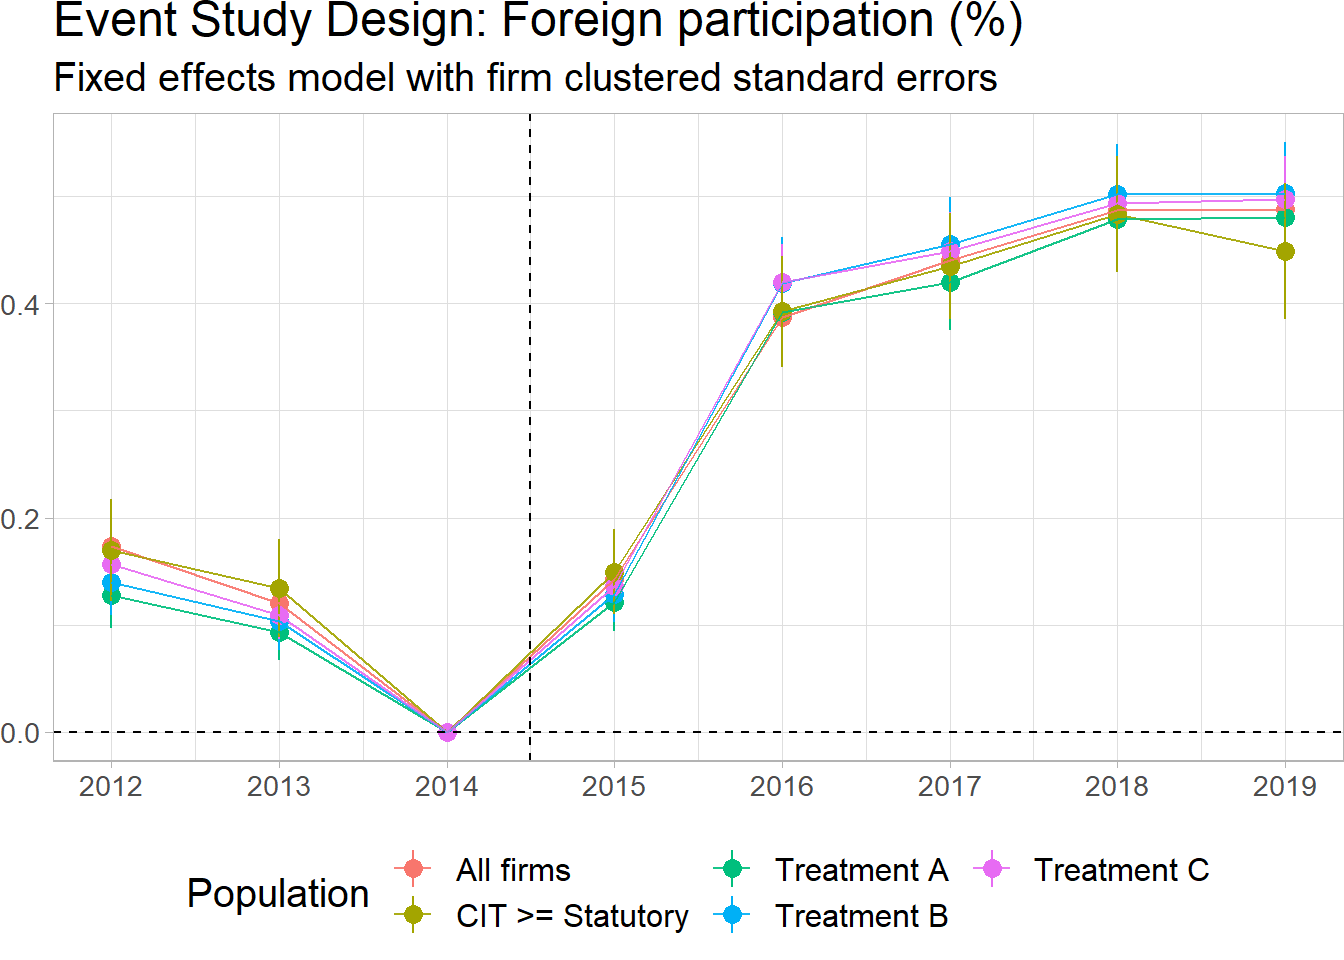 Event Study Design: Foreign participation (%)
Fixed effects model with firm clustered standard errors
0.4
0.2
0.0
2012 2013 2014 2015 2016 2017 2018 2019
Population
All firms
Treatment A
Treatment C
CIT >= Statutory
Treatment B